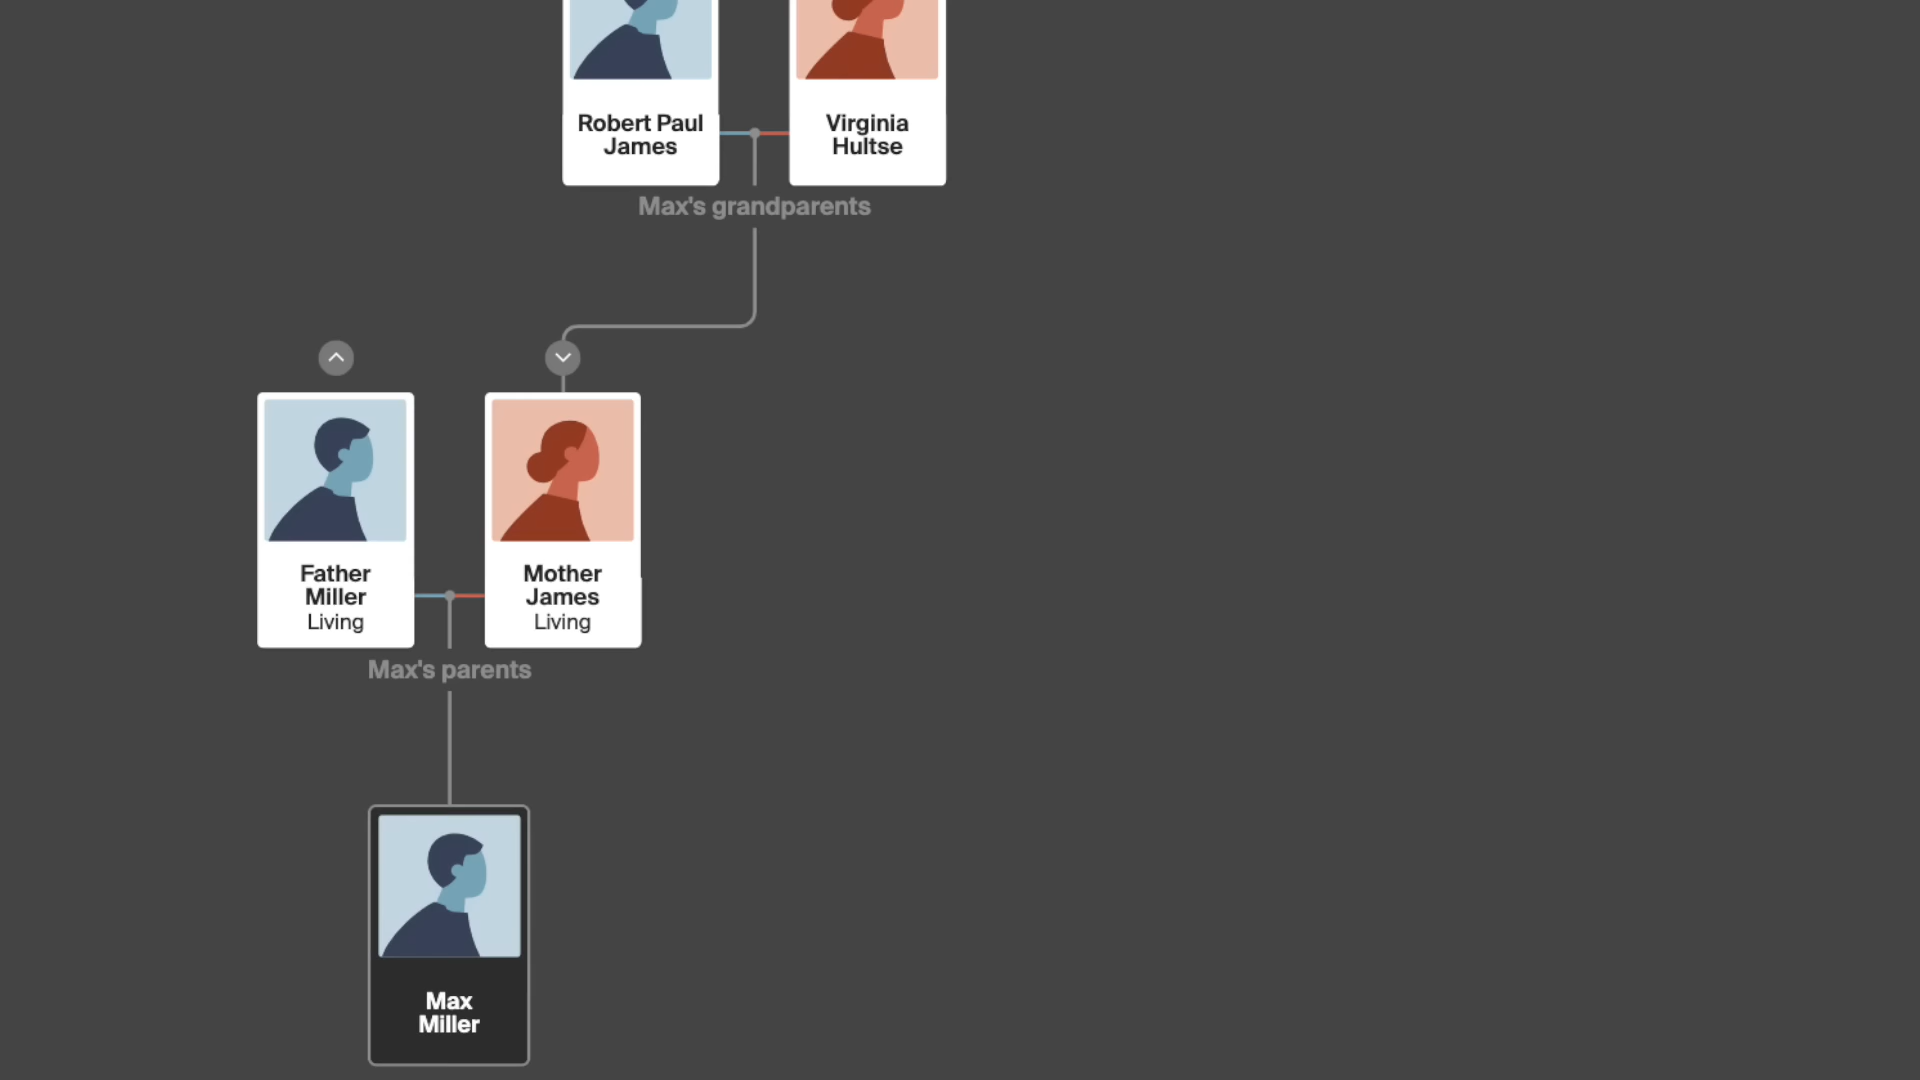 Robert Paul
James
Virginia
Hultse
Max's grandparents
Father
Miller
Living
Mother
James
Living
Max's parents
Max
Miller